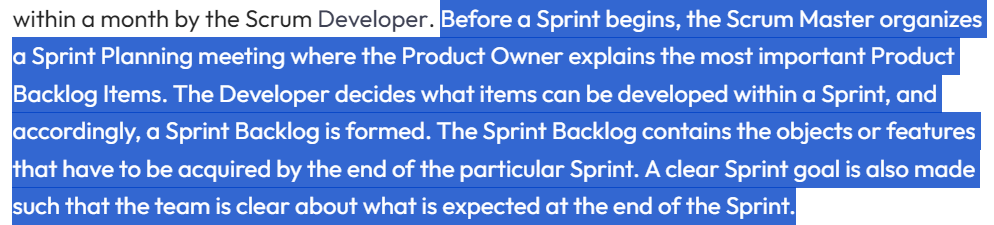 within a month by the Scrum Developer. Before a Sprint begins, the Scrum Master organizes
a Sprint Planning meeting where the Product Owner explains the most important Product
Backlog Items. The Developer decides what items can be developed within a Sprint, and
accordingly, a Sprint Backlog is formed. The Sprint Backlog contains the objects or features
that have to be acquired by the end of the particular Sprint. A clear Sprint goal is also made
such that the team is clear about what is expected at the end of the Sprint.